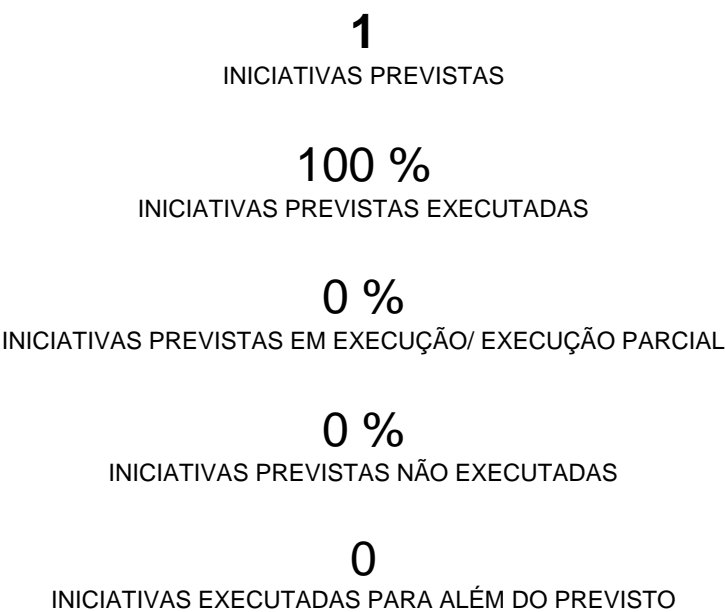 1
INICIATIVAS PREVISTAS
100 %
INICIATIVAS PREVISTAS EXECUTADAS
0 %
INICIATIVAS PREVISTAS EM EXECUÇÃO/ EXECUÇÃO PARCIAL
0 %
INICIATIVAS PREVISTAS NÃO EXECUTADAS
0
INICIATIVAS EXECUTADAS PARA ALÉM DO PREVISTO